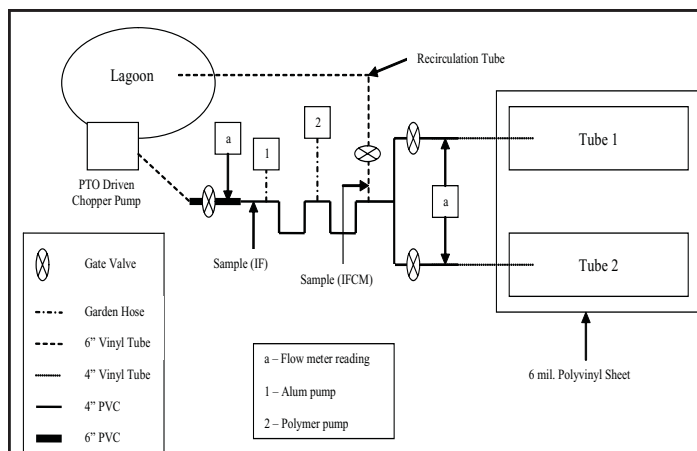 Lagoon
Recirculation Tube
PTO Driven
Chopper Pump
a
1
2
Tube 1
a
Tube 2
Sample (IF)
Sample (IFCM)
6 mil. Polyvinyl Sheet
Gate Valve
Garden Hose
6” Vinyl Tube
4” Vinyl Tube
4” PVC
6” PVC
a – Flow meter reading
1 – Alum pump
2 – Polymer pump